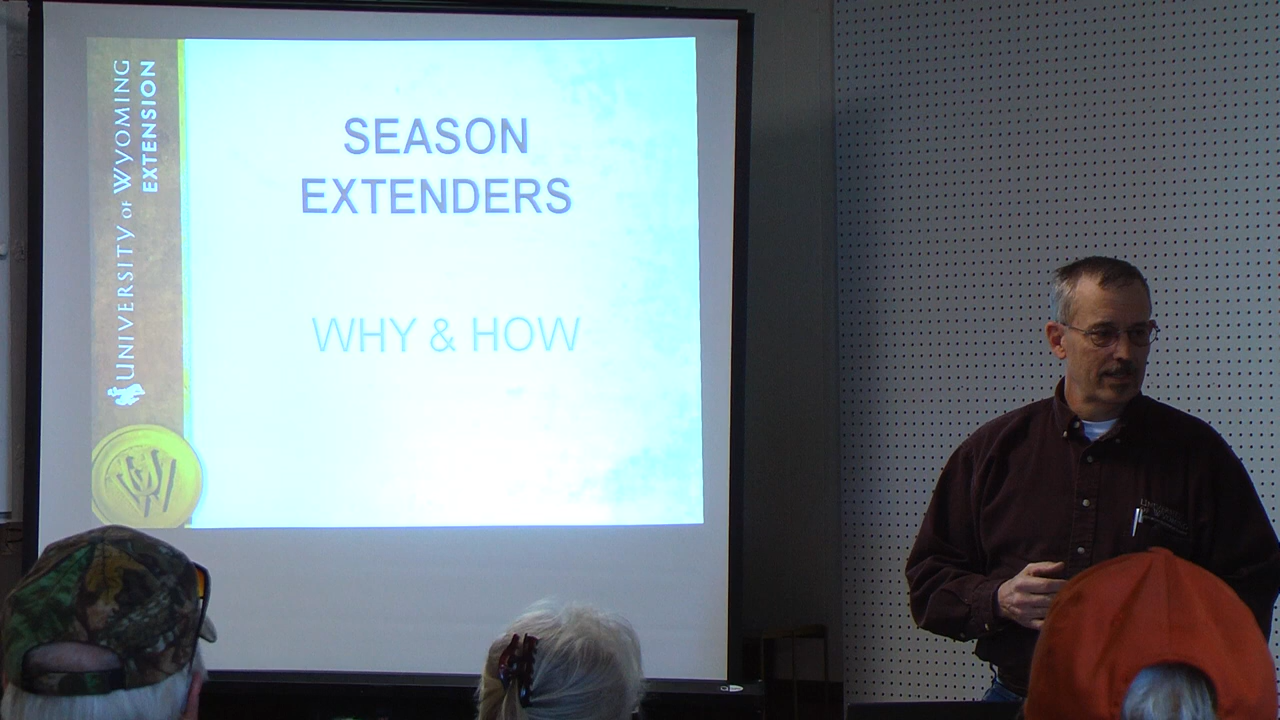 UNIVERSITY OF WYOMING
EXTENSION
SEASON
EXTENDERS
WHY & HOW